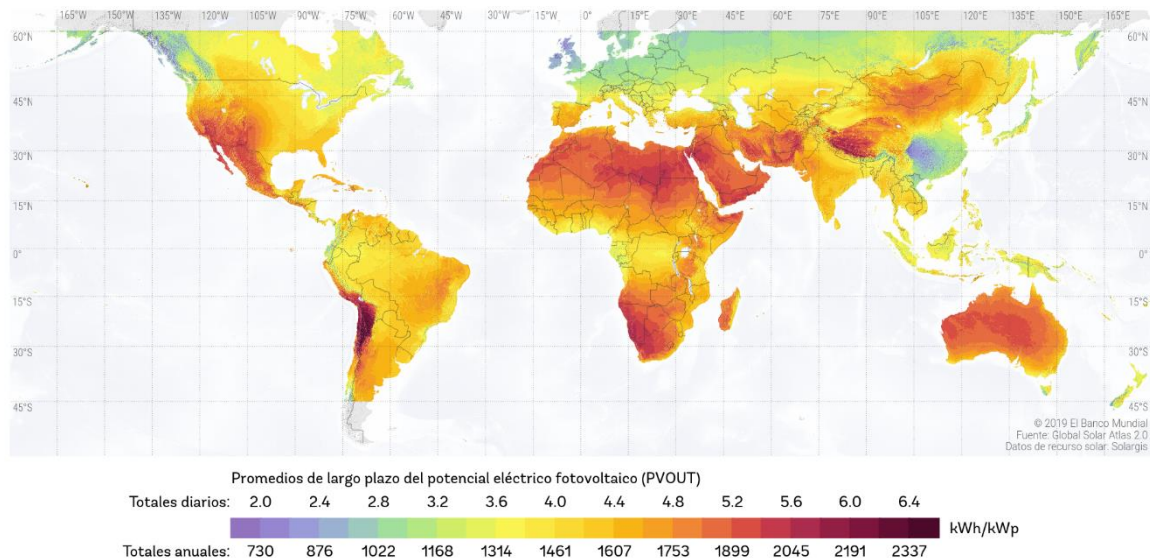 165°W 150°W 135°W 120°W 105°W 90°W 75°W 60°W 45°W 30°W 15°W 0° 15°E 30°E 45°E 60°E 75°E 90°E 105°E 120°E 135°E 150°E 165°E
60°N 60°N
45°N 45°N
30°N 30°N
15°N 15°N
0° 0°
15°S 15°S
30°S 30°S
45°S 45°S
© 2019 El Banco Mundial
Fuente: Global Solar Atlas 2.0
Datos de recurso solar: Solargis
Promedios de largo plazo del potencial eléctrico fotovoltaico (PVOUT)
Totales diarios: 2.0 2.4 2.8 3.2 3.6 4.0 4.4 4.8 5.2 5.6 6.0 6.4
kWh/kWp
Totales anuales: 730 876 1022 1168 1314 1461 1607 1753 1899 2045 2191 2337